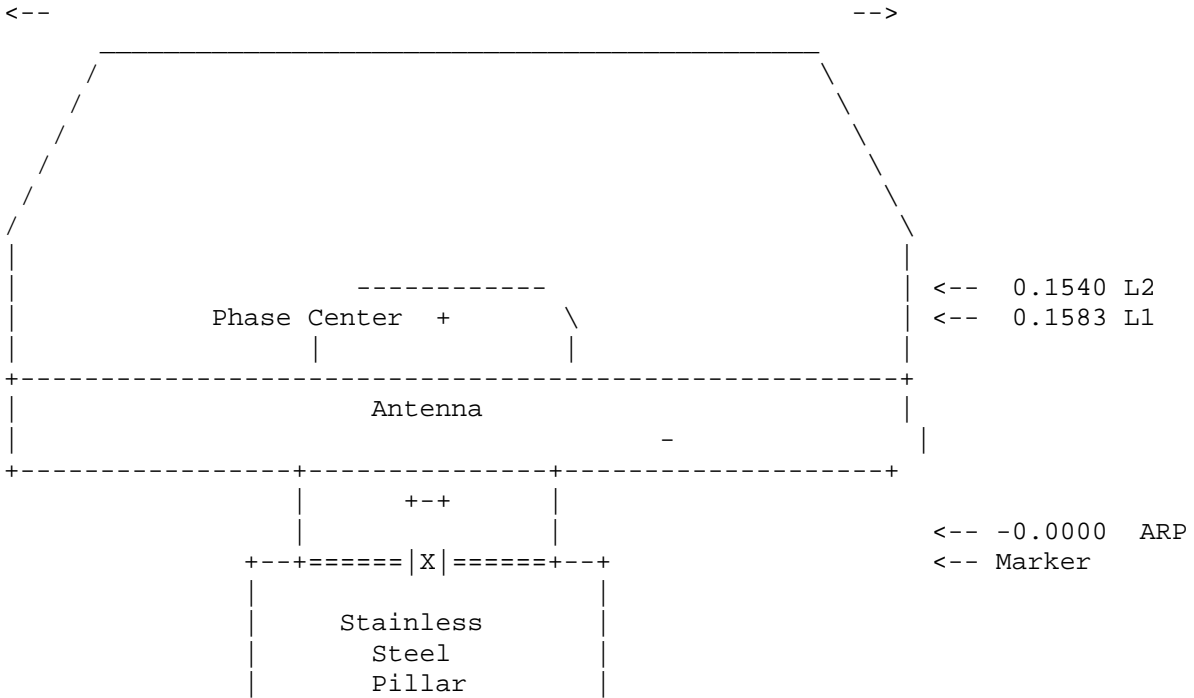 <-- -->
<-- 0.1540 L2
Phase Center + <-- 0.1583 L1
Antenna
+-+
<-- -0.0000 ARP
+--+======|X|======+--+ <-- Marker
Stainless
Steel
Pillar